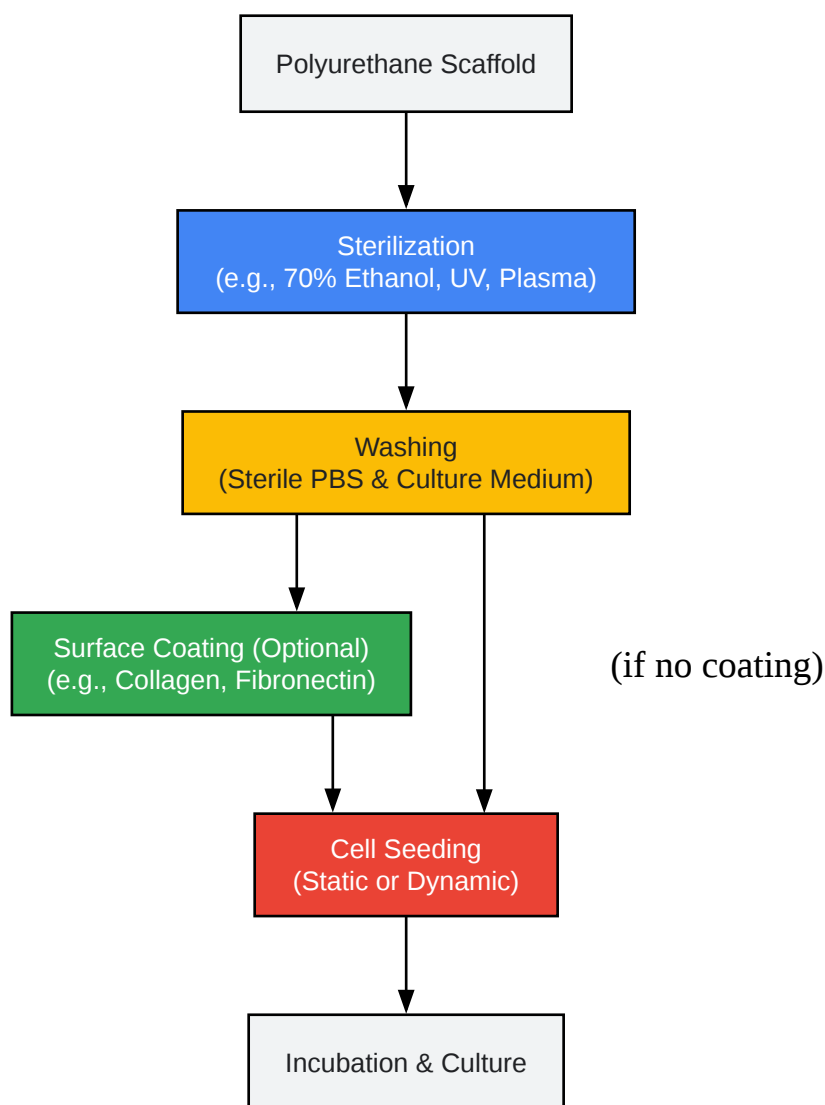 Polyurethane Scaffold
Sterilization
(e.g., 70% Ethanol, UV, Plasma)
Washing
(Sterile PBS & Culture Medium)
Surface Coating (Optional)
(e.g., Collagen, Fibronectin)
(if no coating)
Cell Seeding
(Static or Dynamic)
Incubation & Culture